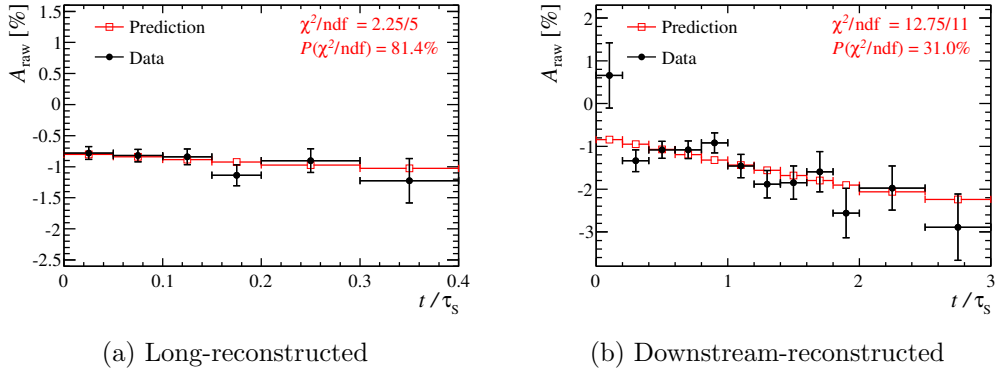 A_raw [%]
Prediction
Data
χ²/ndf = 2.25/5
P(χ²/ndf) = 81.4%
1
0.5
0
-0.5
-1
-1.5
-2
-2.5
0 0.1 0.2 0.3 0.4
t / τ_S
(a) Long-reconstructed
A_raw [%]
Prediction
Data
χ²/ndf = 12.75/11
P(χ²/ndf) = 31.0%
2
1
0
-1
-2
-3
0 1 2 3
t / τ_S
(b) Downstream-reconstructed